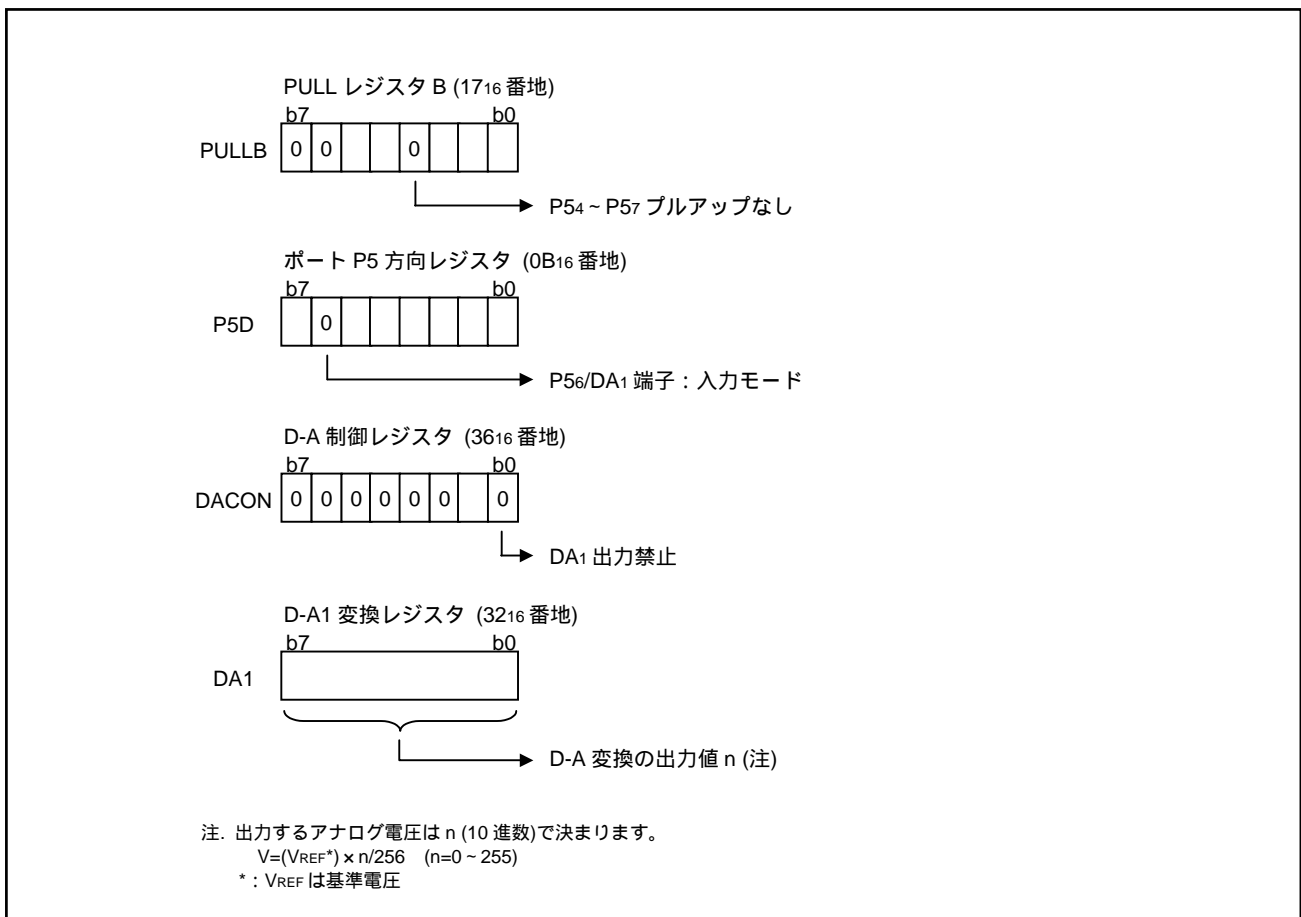 PULL レジスタ B (1716 番地)
b7 b0
PULLB 0 0 0
P54 ~ P57 プルアップなし
ポート P5 方向レジスタ (0B16 番地)
b7 b0
P5D 0
P56/DA1 端子：入力モード
D-A 制御レジスタ (3616 番地)
b7 b0
DACON 0 0 0 0 0 0 0
DA1 出力禁止
D-A1 変換レジスタ (3216 番地)
b7 b0
DA1
D-A 変換の出力値 n (注)
注. 出力するアナログ電圧は n (10 進数)で決まります。
V=(VREF*) × n/256 (n=0 ~ 255)
*：VREF は基準電圧